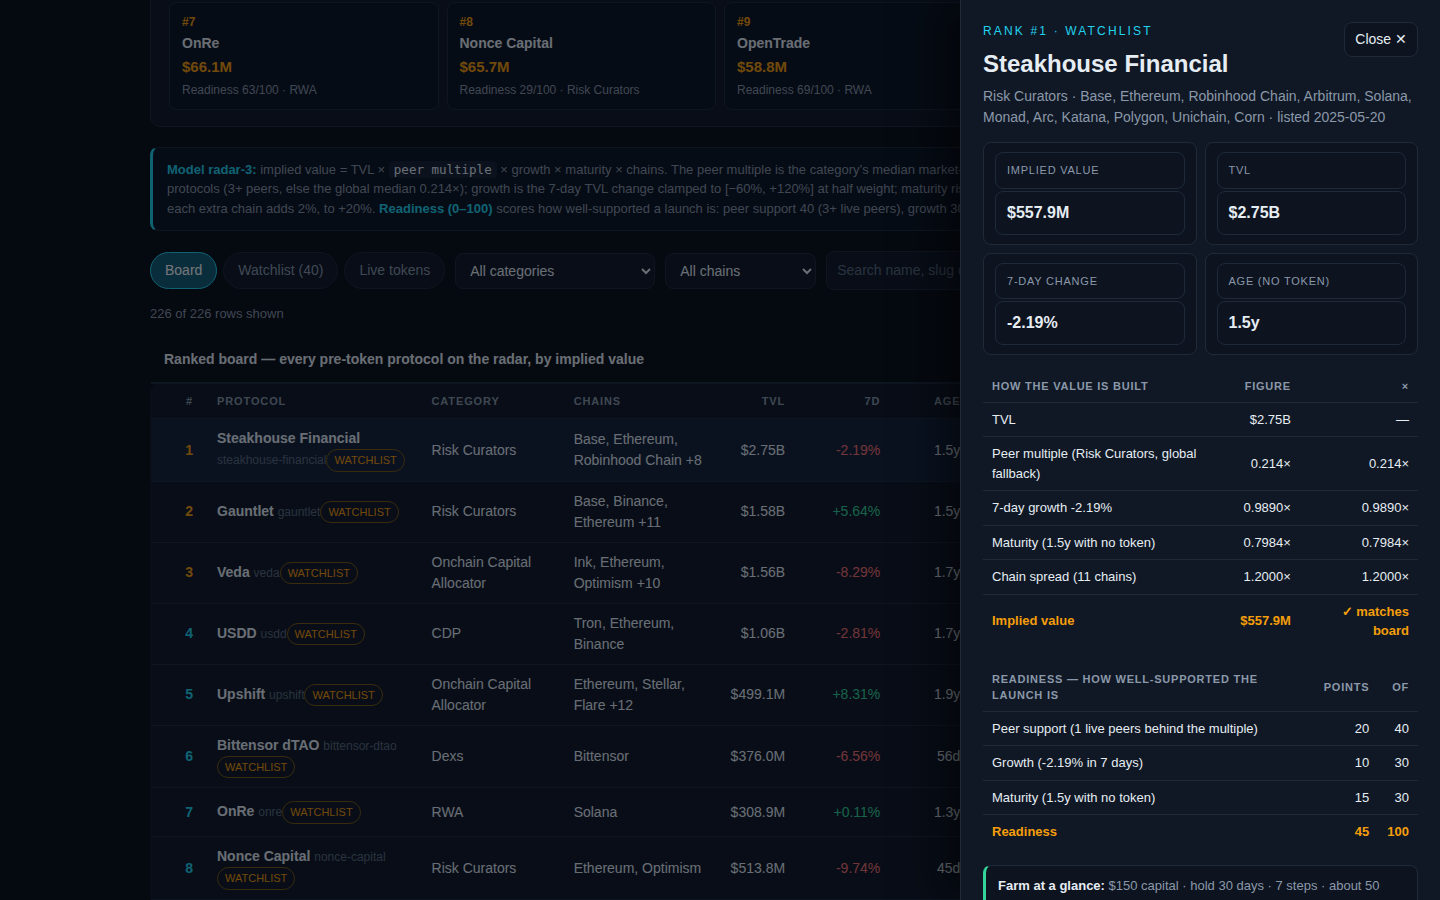 #7
OnRe
$66.1M
Readiness 63/100 · RWA
#8
Nonce Capital
$65.7M
Readiness 29/100 · Risk Curators
#9
OpenTrade
$58.8M
Readiness 69/100 · RWA
Model radar-3: implied value = TVL × peer multiple × growth × maturity × chains. The peer multiple is the category's median market-
protocols (3+ peers, else the global median 0.214×); growth is the 7-day TVL change clamped to [−60%, +120%] at half weight; maturity
each extra chain adds 2%, to +20%. Readiness (0–100) scores how well-supported a launch is: peer support 40 (3+ live peers), growth
Board
Watchlist (40)
Live tokens
All categories
All chains
Search name, slug
226 of 226 rows shown
Ranked board — every pre-token protocol on the radar, by implied value
# PROTOCOL CATEGORY CHAINS TVL 7D AGE
1 Steakhouse Financial steakhouse-financial WATCHLIST Risk Curators Base, Ethereum, Robinhood Chain +8 $2.75B -2.19% 1.5y
2 Gauntlet gauntlet WATCHLIST Risk Curators Base, Binance, Ethereum +11 $1.58B +5.64% 1.5y
3 Veda veda WATCHLIST Onchain Capital Allocator Ink, Ethereum, Optimism +10 $1.56B -8.29% 1.7y
4 USDD usdd WATCHLIST CDP Tron, Ethereum, Binance $1.06B -2.81% 1.7y
5 Upshift upshift WATCHLIST Onchain Capital Allocator Ethereum, Stellar, Flare +12 $499.1M +8.31% 1.9y
6 Bittensor dTAO bittensor-dtao WATCHLIST Dexs Bittensor $376.0M -6.56% 56d
7 OnRe onre WATCHLIST RWA Solana $308.9M +0.11% 1.3y
8 Nonce Capital nonce-capital WATCHLIST Risk Curators Ethereum, Optimism $513.8M -9.74% 45d
RANK #1 · WATCHLIST
Close ✕
Steakhouse Financial
Risk Curators · Base, Ethereum, Robinhood Chain, Arbitrum, Solana,
Monad, Arc, Katana, Polygon, Unichain, Corn · listed 2025-05-20
IMPLIED VALUE
$557.9M
TVL
$2.75B
7-DAY CHANGE
-2.19%
AGE (NO TOKEN)
1.5y
HOW THE VALUE IS BUILT FIGURE ×
TVL $2.75B —
Peer multiple (Risk Curators, global fallback) 0.214× 0.214×
7-day growth -2.19% 0.9890× 0.9890×
Maturity (1.5y with no token) 0.7984× 0.7984×
Chain spread (11 chains) 1.2000× 1.2000×
Implied value $557.9M ✓ matches board
READINESS — HOW WELL-SUPPORTED THE LAUNCH IS POINTS OF
Peer support (1 live peers behind the multiple) 20 40
Growth (-2.19% in 7 days) 10 30
Maturity (1.5y with no token) 15 30
Readiness 45 100
Farm at a glance: $150 capital · hold 30 days · 7 steps · about 50